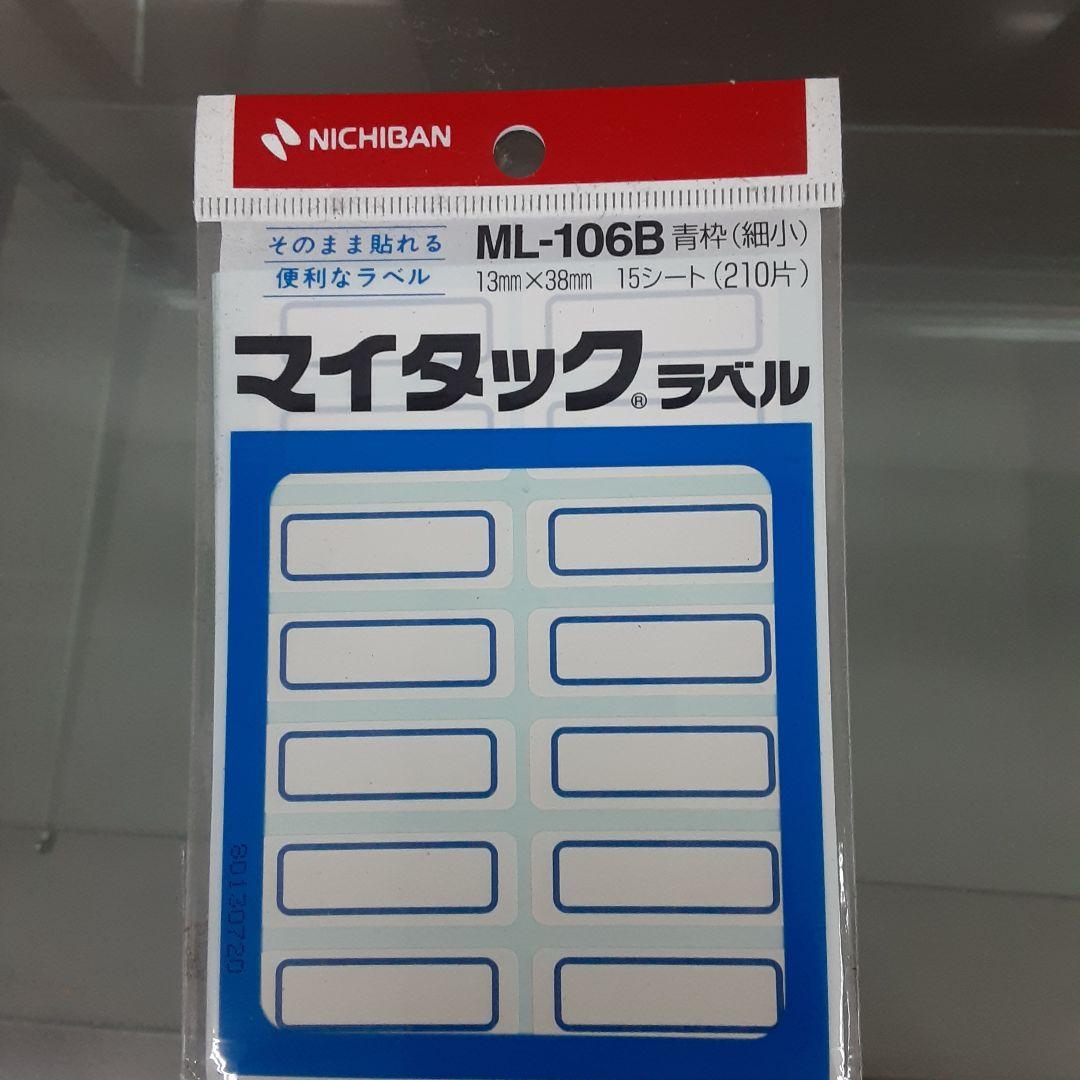 NICHIBAN
そのまま貼れる
便利なラベル
ML-106B 青枠(細小)
13mm×38mm 15シート(210片)
マイタック® ラベル
80130720